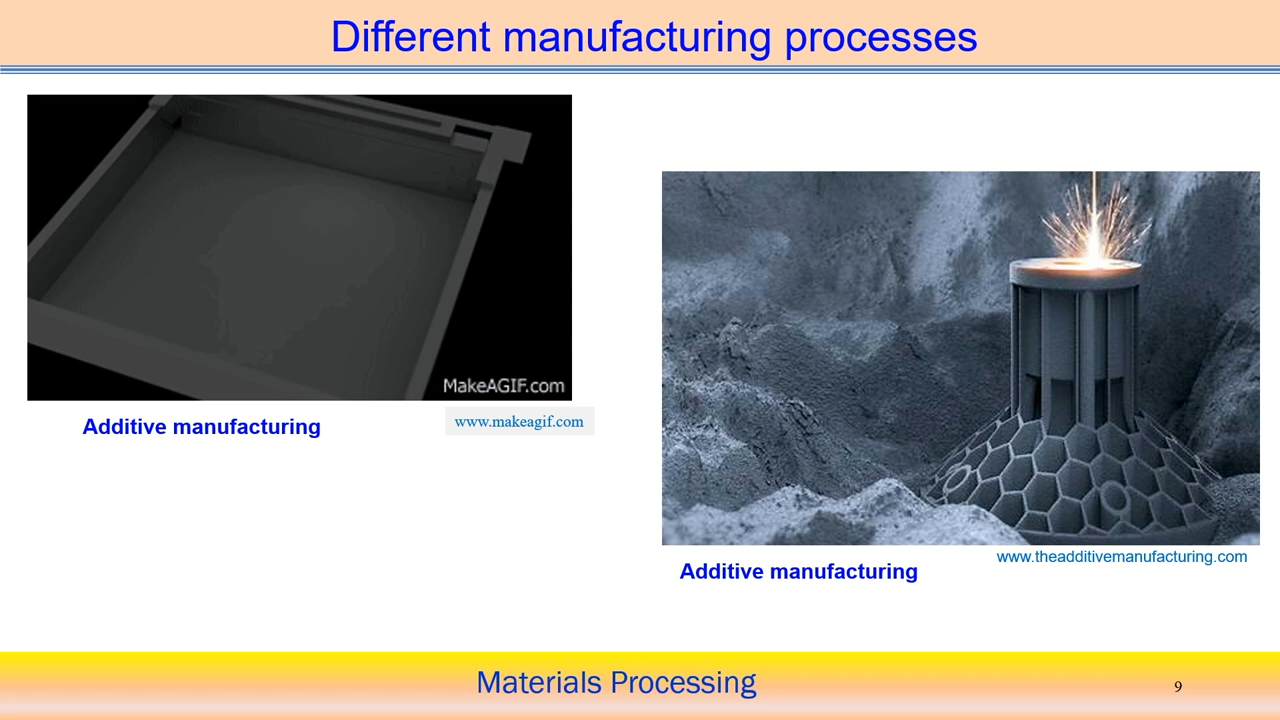 Different manufacturing processes
MakeAGIF.com
Additive manufacturing
www.makeagif.com
www.theadditivemanufacturing.com
Additive manufacturing
Materials Processing
9